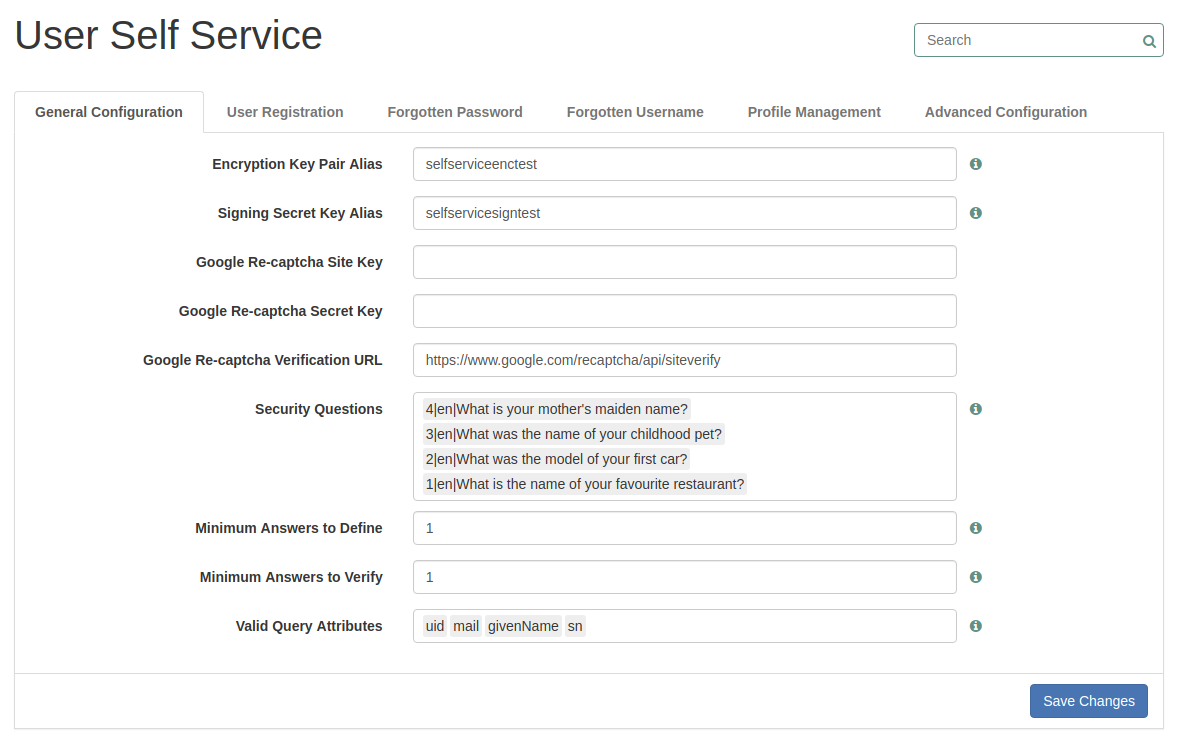 User Self Service
Search
General Configuration User Registration Forgotten Password Forgotten Username Profile Management Advanced Configuration
Encryption Key Pair Alias selfserviceenctest
Signing Secret Key Alias selfservicesigntest
Google Re-captcha Site Key
Google Re-captcha Secret Key
Google Re-captcha Verification URL https://www.google.com/recaptcha/api/siteverify
Security Questions 4|en|What is your mother's maiden name?
3|en|What was the name of your childhood pet?
2|en|What was the model of your first car?
1|en|What is the name of your favourite restaurant?
Minimum Answers to Define 1
Minimum Answers to Verify 1
Valid Query Attributes uid mail givenName sn
Save Changes